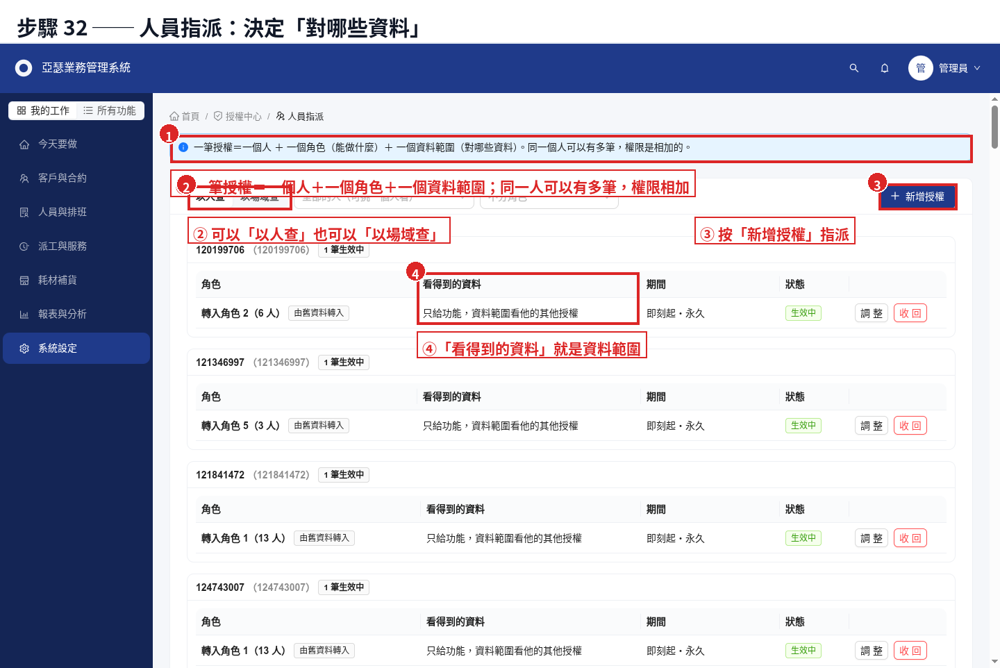 步驟 32 —— 人員指派：決定「對哪些資料」
亞瑟業務管理系統
管 管理員
我的工作 所有功能
今天要做
客戶與合約
人員與排班
派工與服務
耗材補貨
報表與分析
系統設定
首頁 / 授權中心 / 人員指派
1
一筆授權＝一個人 ＋ 一個角色（能做什麼）＋ 一個資料範圍（對哪些資料）。同一個人可以有多筆，權限是相加的。
2
一筆授權＝一個人＋一個角色＋一個資料範圍；同一人可以有多筆，權限相加
3
＋ 新增授權
② 可以「以人查」也可以「以場域查」
③ 按「新增授權」指派
120199706 （120199706） 1 筆生效中
4
角色 看得到的資料 期間 狀態
轉入角色 2（6 人） 由舊資料轉入 只給功能，資料範圍看他的其他授權 即刻起・永久 生效中 調 整 收 回
④「看得到的資料」就是資料範圍
121346997 （121346997） 1 筆生效中
角色 看得到的資料 期間 狀態
轉入角色 5（3 人） 由舊資料轉入 只給功能，資料範圍看他的其他授權 即刻起・永久 生效中 調 整 收 回
121841472 （121841472） 1 筆生效中
角色 看得到的資料 期間 狀態
轉入角色 1（13 人） 由舊資料轉入 只給功能，資料範圍看他的其他授權 即刻起・永久 生效中 調 整 收 回
124743007 （124743007） 1 筆生效中
角色 看得到的資料 期間 狀態
轉入角色 1（13 人） 由舊資料轉入 只給功能，資料範圍看他的其他授權 即刻起・永久 生效中 調 整 收 回